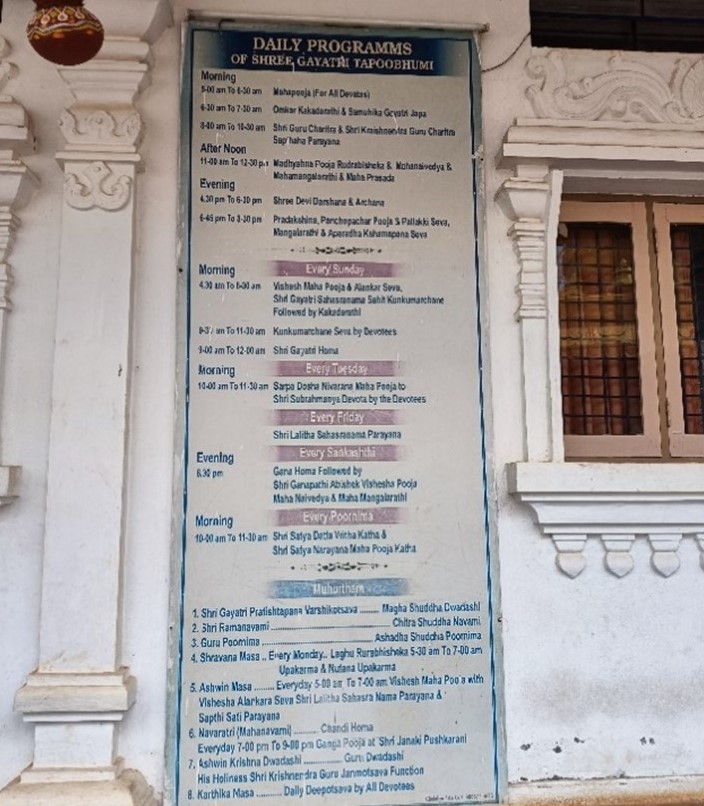 DAILY PROGRAMMS
OF SHREE GAYATRI TAPOOBHUMI
Morning
5-00 am To 6-30 am Mahapooja (For All Devatas)
6-30 am To 7-30 am Omkar Kakadarathi & Samuhika Gayatri Japa
8-00 am To 10-30 am Shri Guru Charitra & Shri Kraishnendra Guru Charitra
Sapthaha Parayana
After Noon
11-00 am To 12-30 pm Madhyahna Pooja Rudrabisheka & Mahanaivedya &
Mahamangalarathi & Maha Prasada
Evening
4.30 pm To 6-30 pm Shree Devi Darshana & Archana
6-45 pm To 8-30 pm Pradakshina, Panchopachar Pooja & Pallakki Seva,
Mangalarathi & Aparadha Kshamapana Seva
Every Sunday
Morning
4.30 am To 8-00 am Vishesh Maha Pooja & Alankar Seva,
Shri Gayatri Sahasranama Sahit Kunkumarchane
Followed by Kakadarathi
To 11-30 am Kunkumarchane Seva by Devotees
9-00 am To 12-00 am Shri Gayatri Homa
Every Tuesday
Morning
10-00 am To 11-30 am Sarpa Dosha Nivarana Maha Pooja to
Shri Subrahmanya Devota by the Devotees
Every Friday
Shri Lalitha Sahasranama Parayana
Every Sankashthi
Evening
6.30 pm Gana Homa Followed by
Shri Ganapathi Abishek Vishesha Pooja
Maha Naivedya & Maha Mangalarathi
Every Poornima
Morning
10-00 am To 11-30 am Shri Satya Datta Vritha Katha &
Shri Satya Narayana Maha Pooja Katha
Muhurtham
1. Shri Gayatri Pratishtapana Varshikotsava ....... Magha Shuddha Dwadashi
2. Shri Ramanavami ....................... Chitra Shuddha Navami
3. Guru Poornima ....................... Ashadha Shuddha Poornima
4. Shravana Masa .. Every Monday.. Laghu Rurabhisheka 5-30 am To 7-00 am
Upakarma & Nutana Upakarma
5. Ashwin Masa ........ Everyday 5-00 am To 7-00 am Vishesh Maha Pooja with
Vishesha Alankara Seva Shri Lalitha Sahasra Nama Parayana &
Sapthi Sati Parayana
6. Navaratri (Mahanavami) .......... Chandi Homa
Everyday 7-00 pm To 9-00 pm Ganga Pooja at Shri Janaki Pushkarani
7. Ashwin Krishna Dwadashi .............. Guru Dwadashi
His Holiness Shri Krishnendra Guru Janmotsava Function
8. Karthika Masa .......... Daily Deepotsava by All Devotees